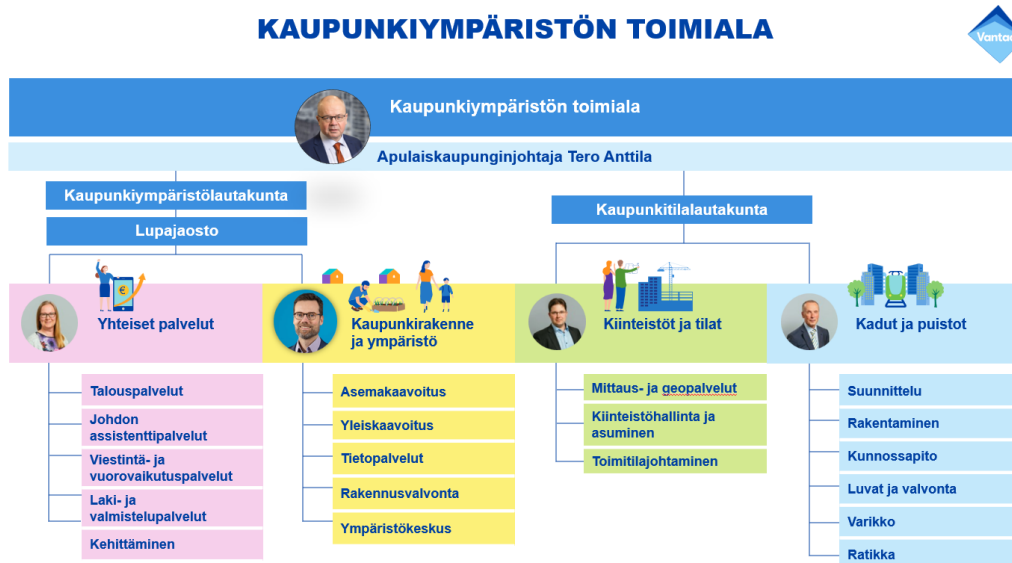 KAUPUNKIYMPÄRISTÖN TOIMIALA
Vantaa
Kaupunkiympäristön toimiala
Apulaiskaupunginjohtaja Tero Anttila
Kaupunkiympäristölautakunta
Lupajaosto
Kaupunkitilalautakunta
€
Yhteiset palvelut
Kaupunkirakenne
ja ympäristö
Kiinteistöt ja tilat
Kadut ja puistot
Talouspalvelut
Johdon
assistenttipalvelut
Viestintä- ja
vuorovaikutuspalvelut
Laki- ja
valmistelupalvelut
Kehittäminen
Asemakaavoitus
Yleiskaavoitus
Tietopalvelut
Rakennusvalvonta
Ympäristökeskus
Mittaus- ja geopalvelut
Kiinteistöhallinta ja
asuminen
Toimitilajohtaminen
Suunnittelu
Rakentaminen
Kunnossapito
Luvat ja valvonta
Varikko
Ratikka